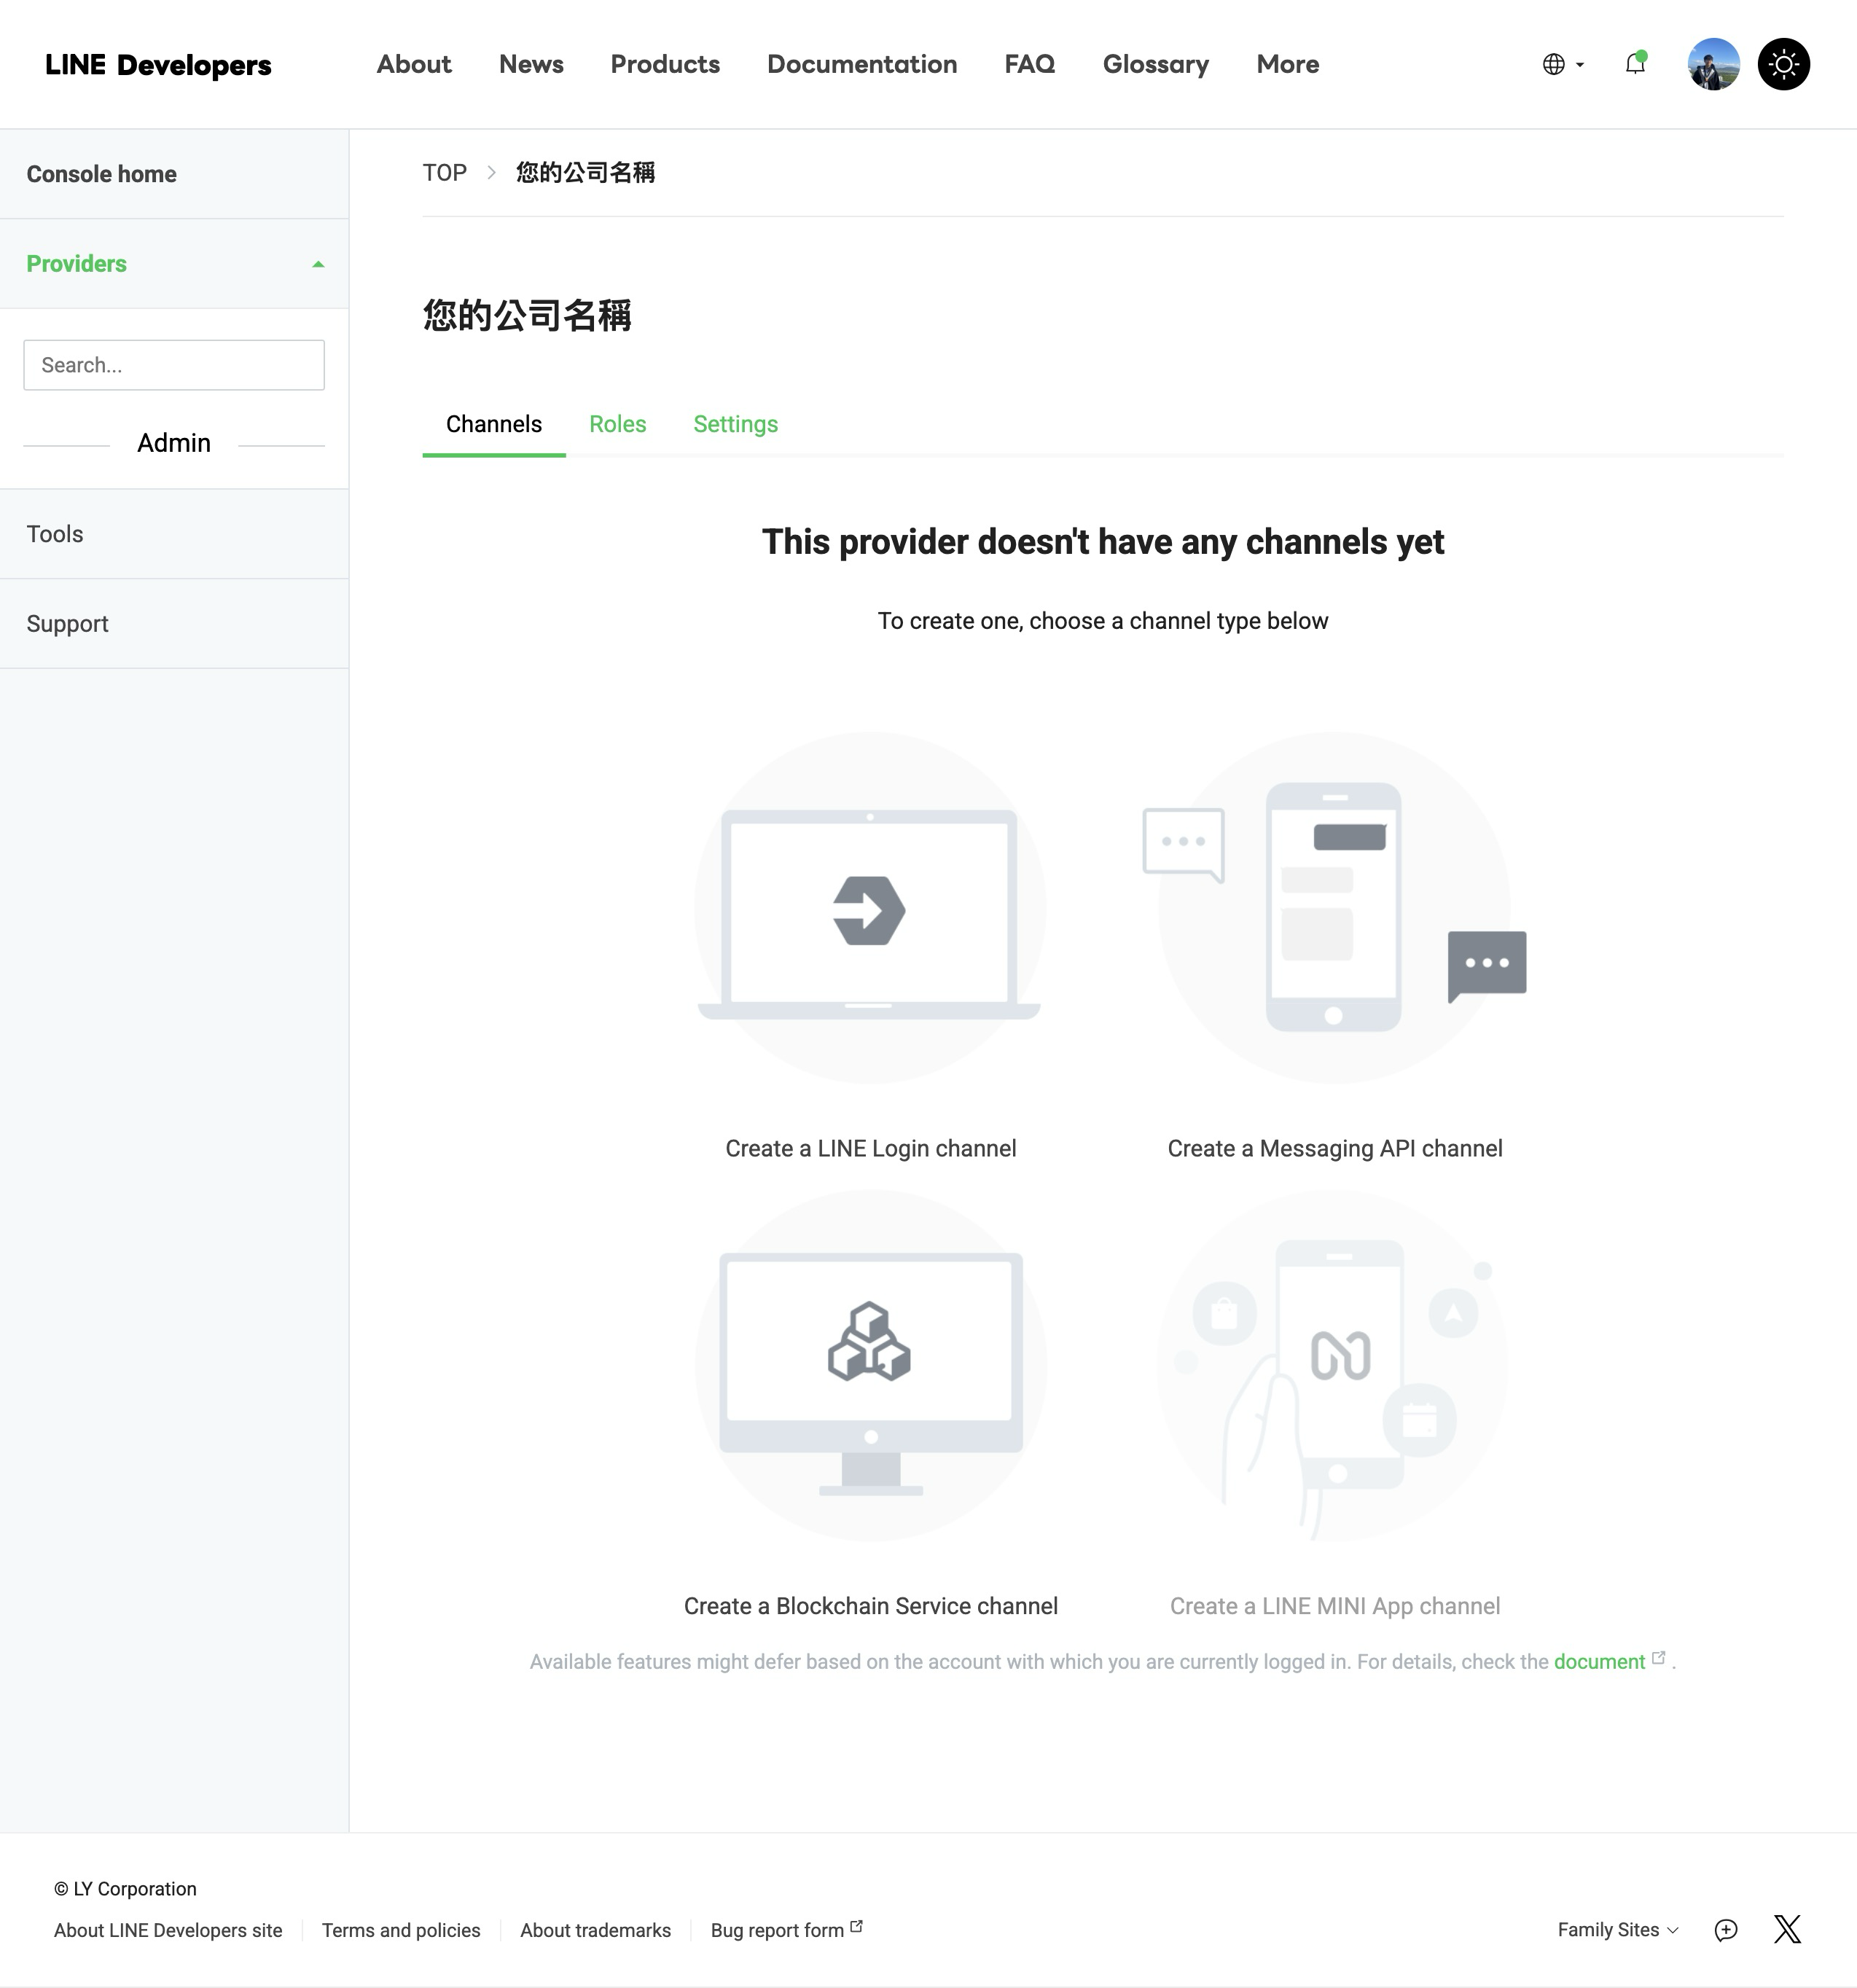 LINE Developers
About News Products Documentation FAQ Glossary More
Console home
Providers
Search...
Admin
Tools
Support
TOP > 您的公司名稱
您的公司名稱
Channels Roles Settings
This provider doesn't have any channels yet
To create one, choose a channel type below
Create a LINE Login channel
Create a Messaging API channel
Create a Blockchain Service channel
Create a LINE MINI App channel
Available features might defer based on the account with which you are currently logged in. For details, check the document .
© LY Corporation
About LINE Developers site Terms and policies About trademarks Bug report form
Family Sites